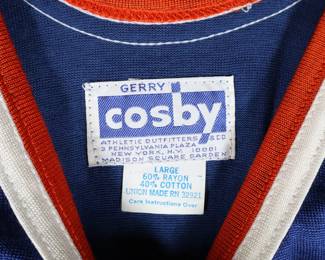 GERRY
cosby
ATHLETIC OUTFITTERS
3 PENNSYLVANIA PLAZA
NEW YORK, N.Y. 10001
MADISON SQUARE GARDEN
LARGE
60% RAYON
40% COTTON
UNION MADE RN 32921
Care Instructions Over